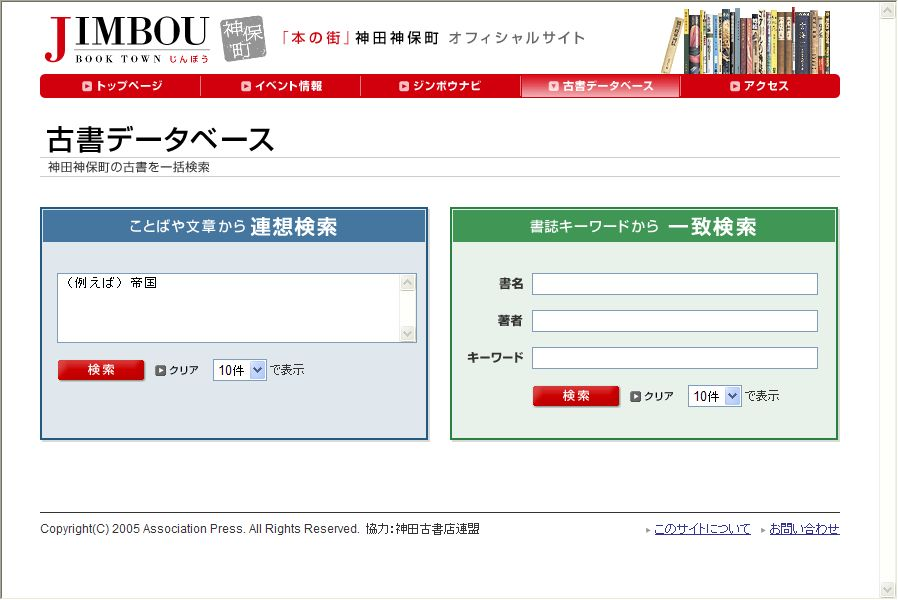 JIMBOU
BOOK TOWN じんぼう
神保町
「本の街」神田神保町 オフィシャルサイト
トップページ イベント情報 ジンボウナビ 古書データベース アクセス
古書データベース
神田神保町の古書を一括検索
ことばや文章から 連想検索
(例えば) 帝国
検索 クリア 10件 で表示
書誌キーワードから 一致検索
書名
著者
キーワード
検索 クリア 10件 で表示
Copyright(C) 2005 Association Press. All Rights Reserved. 協力:神田古書店連盟
このサイトについて お問い合わせ